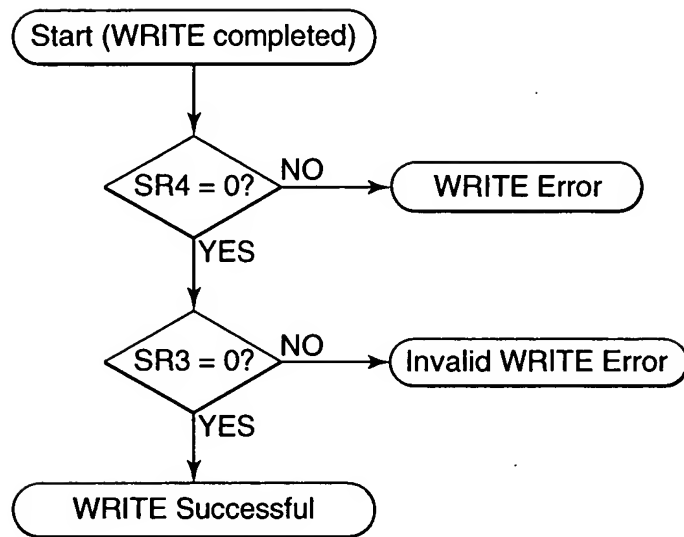 Start (WRITE completed)
SR4 = 0?
NO
WRITE Error
YES
SR3 = 0?
NO
Invalid WRITE Error
YES
WRITE Successful